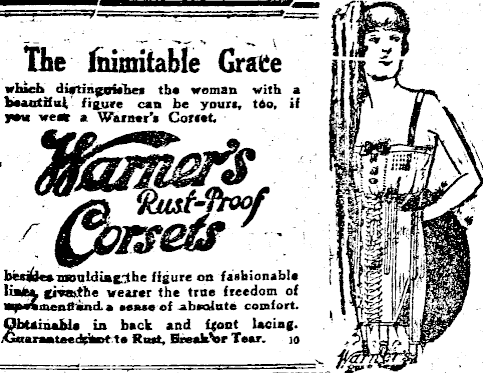 The Inimitable Grace
which distinguishes the woman with a
beautiful figure can be yours, too, if
you wear a Warner's Corset.
Warner's
Rust-Proof
Corsets
besides moulding the figure on fashionable
lines, give the wearer the true freedom of
movement and a sense of absolute comfort.
Obtainable in back and front lacing.
Guaranteed not to Rust, Break or Tear. 10
Warner's